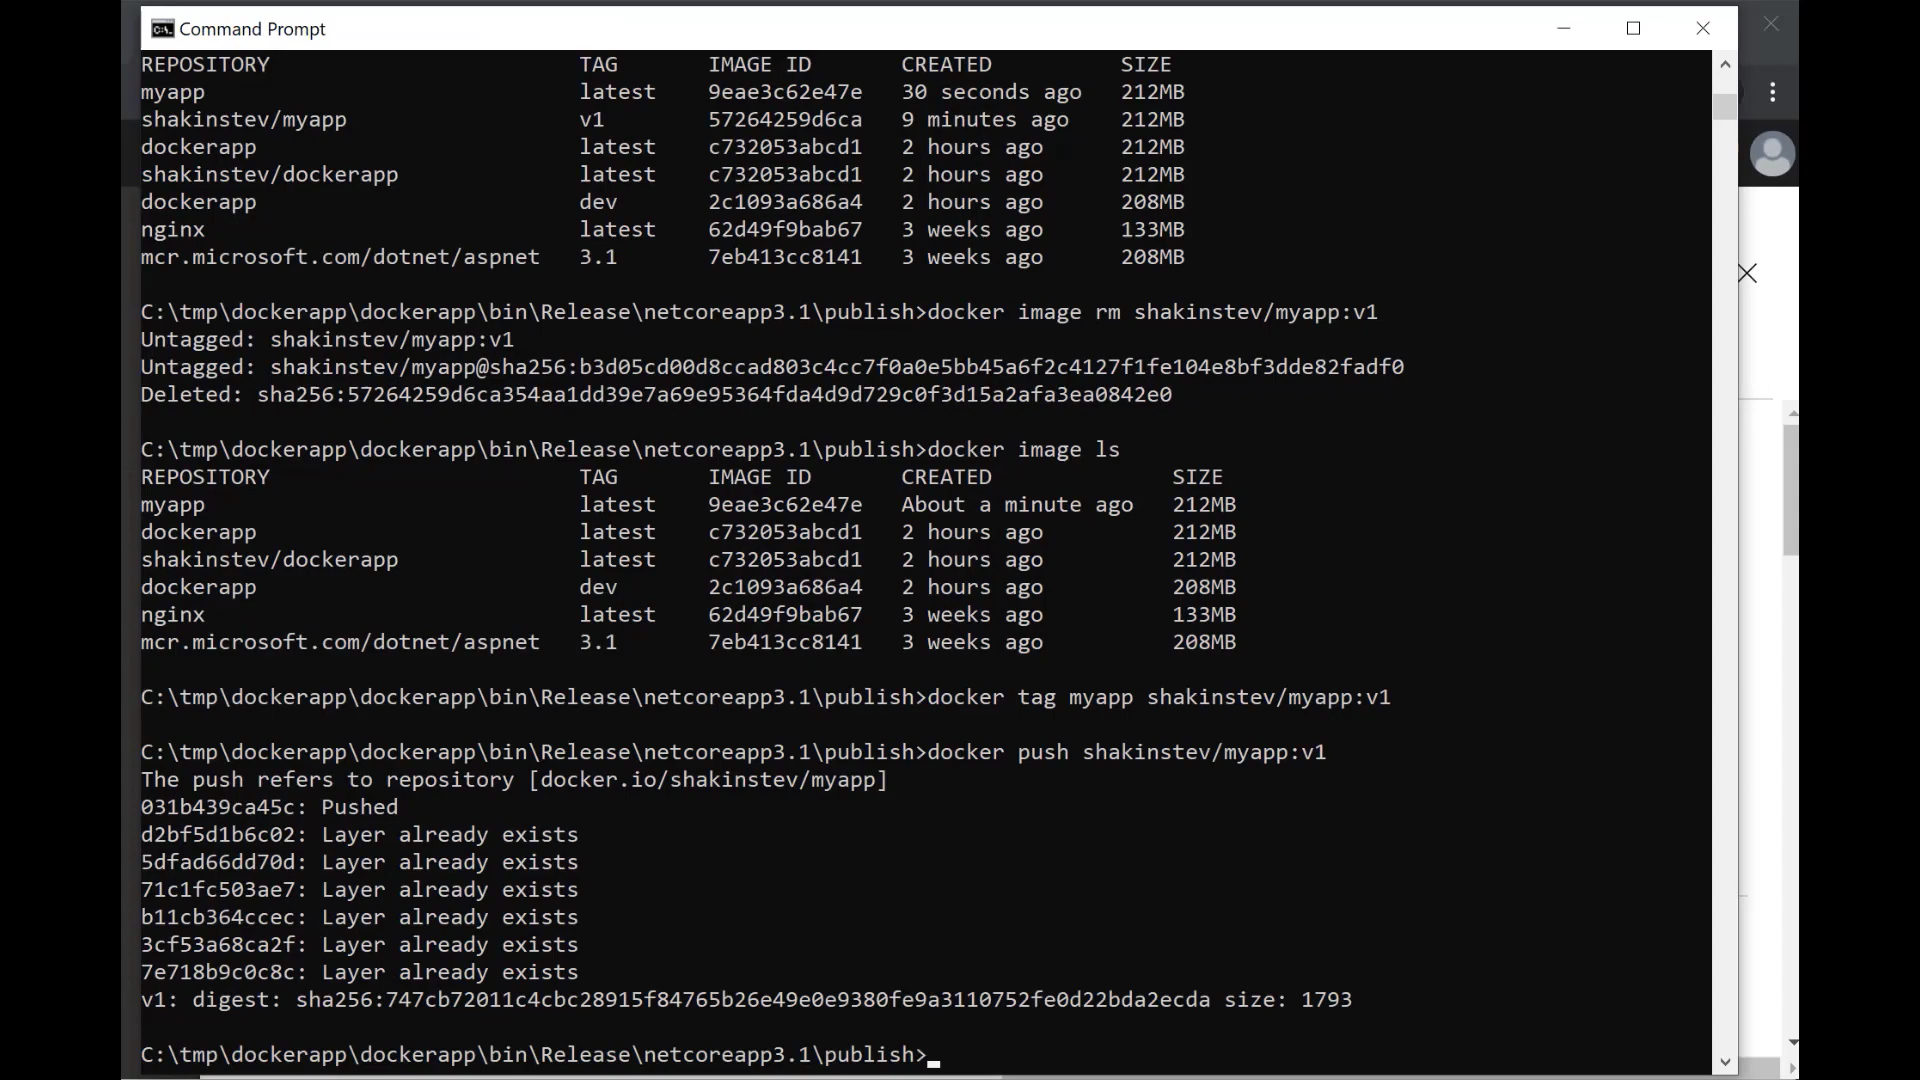 Command Prompt
REPOSITORY TAG IMAGE ID CREATED SIZE
myapp latest 9eae3c62e47e 30 seconds ago 212MB
shakinstev/myapp v1 57264259d6ca 9 minutes ago 212MB
dockerapp latest c732053abcd1 2 hours ago 212MB
shakinstev/dockerapp latest c732053abcd1 2 hours ago 212MB
dockerapp dev 2c1093a686a4 2 hours ago 208MB
nginx latest 62d49f9bab67 3 weeks ago 133MB
mcr.microsoft.com/dotnet/aspnet 3.1 7eb413cc8141 3 weeks ago 208MB
C:\tmp\dockerapp\dockerapp\bin\Release\netcoreapp3.1\publish>docker image rm shakinstev/myapp:v1
Untagged: shakinstev/myapp:v1
Untagged: shakinstev/myapp@sha256:b3d05cd00d8ccad803c4cc7f0a0e5bb45a6f2c4127f1fe104e8bf3dde82fadf0
Deleted: sha256:57264259d6ca354aa1dd39e7a69e95364fda4d9d729c0f3d15a2afa3ea0842e0
C:\tmp\dockerapp\dockerapp\bin\Release\netcoreapp3.1\publish>docker image ls
REPOSITORY TAG IMAGE ID CREATED SIZE
myapp latest 9eae3c62e47e About a minute ago 212MB
dockerapp latest c732053abcd1 2 hours ago 212MB
shakinstev/dockerapp latest c732053abcd1 2 hours ago 212MB
dockerapp dev 2c1093a686a4 2 hours ago 208MB
nginx latest 62d49f9bab67 3 weeks ago 133MB
mcr.microsoft.com/dotnet/aspnet 3.1 7eb413cc8141 3 weeks ago 208MB
C:\tmp\dockerapp\dockerapp\bin\Release\netcoreapp3.1\publish>docker tag myapp shakinstev/myapp:v1
C:\tmp\dockerapp\dockerapp\bin\Release\netcoreapp3.1\publish>docker push shakinstev/myapp:v1
The push refers to repository [docker.io/shakinstev/myapp]
031b439ca45c: Pushed
d2bf5d1b6c02: Layer already exists
5dfad66dd70d: Layer already exists
71c1fc503ae7: Layer already exists
b11cb364ccec: Layer already exists
3cf53a68ca2f: Layer already exists
7e718b9c0c8c: Layer already exists
v1: digest: sha256:747cb72011c4cbc28915f84765b26e49e0e9380fe9a3110752fe0d22bda2ecda size: 1793
C:\tmp\dockerapp\dockerapp\bin\Release\netcoreapp3.1\publish>